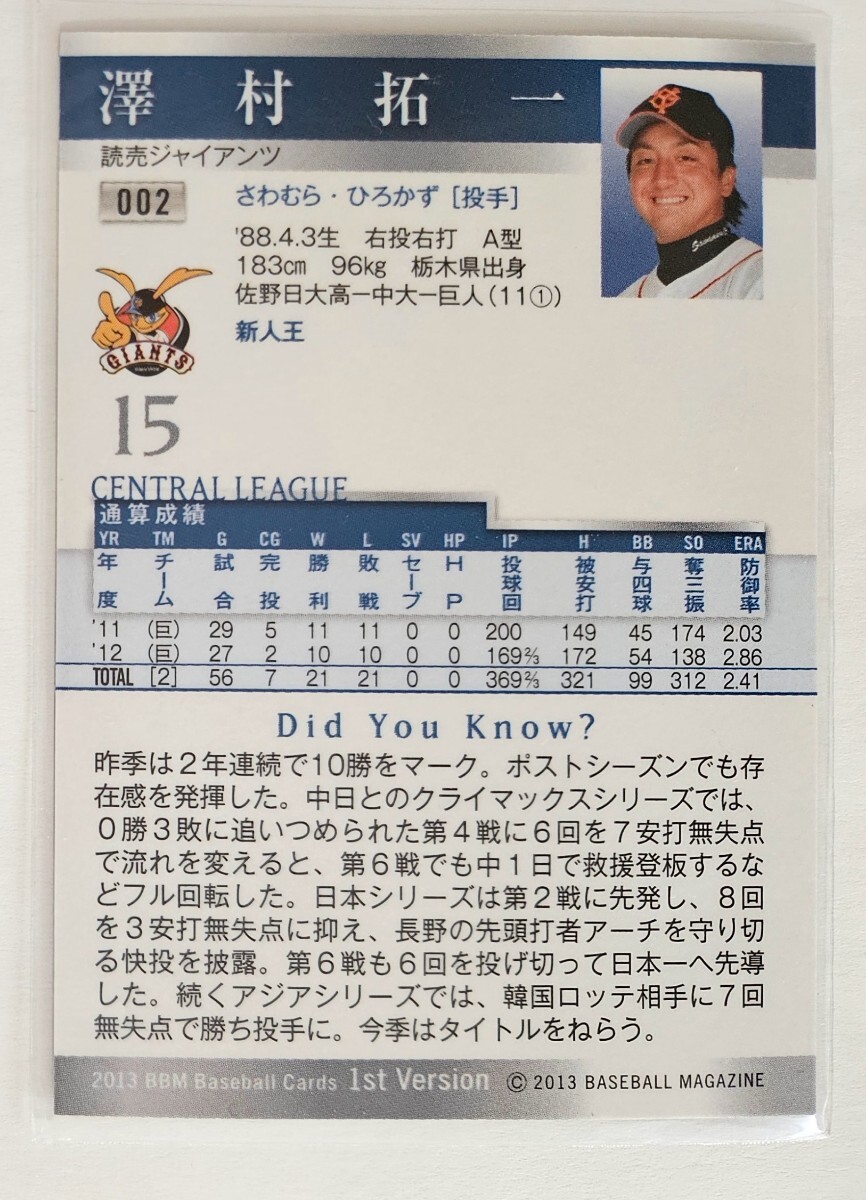 澤村拓一
読売ジャイアンツ
002
さわむら・ひろかず [投手]
'88.4.3生 右投右打 A型
183㎝ 96㎏ 栃木県出身
佐野日大高ー中大ー巨人(11①)
新人王
GIANTS
15
CENTRAL LEAGUE
通算成績
YR TM G CG W L SV HP IP H BB SO ERA
年度 チーム 試合 完投 勝利 敗戦 セーブ HP 投球回 被安打 与四球 奪三振 防御率
'11 (巨) 29 5 11 11 0 0 200 149 45 174 2.03
'12 (巨) 27 2 10 10 0 0 169⅔ 172 54 138 2.86
TOTAL [2] 56 7 21 21 0 0 369⅔ 321 99 312 2.41
Did You Know?
昨季は2年連続で10勝をマーク。ポストシーズンでも存
在感を発揮した。中日とのクライマックスシリーズでは、
0勝3敗に追いつめられた第4戦に6回を7安打無失点
で流れを変えると、第6戦でも中1日で救援登板するな
どフル回転した。日本シリーズは第2戦に先発し、8回
を3安打無失点に抑え、長野の先頭打者アーチを守り切
る快投を披露。第6戦も6回を投げ切って日本一へ先導
した。続くアジアシリーズでは、韓国ロッテ相手に7回
無失点で勝ち投手に。今季はタイトルをねらう。
2013 BBM Baseball Cards 1st Version © 2013 BASEBALL MAGAZINE